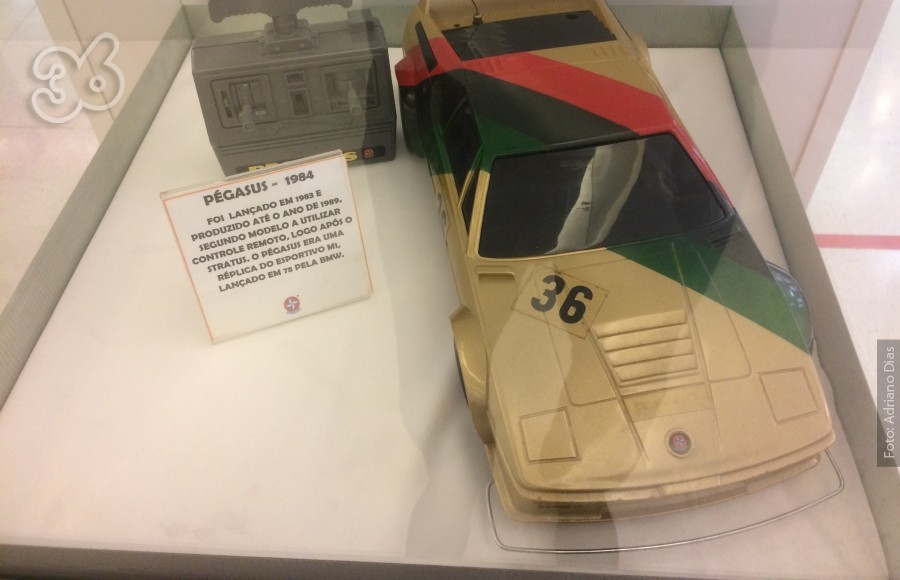 36
PÉGASUS - 1984
FOI LANÇADO EM 1983 E
PRODUZIDO ATÉ O ANO DE 1989.
SEGUNDO MODELO A UTILIZAR
CONTROLE REMOTO, LOGO APÓS O
STRATUS. O PÉGASUS ERA UMA
RÉPLICA DO ESPORTIVO M1,
LANÇADO EM 78 PELA BMW.
36
Foto: Adriano Dias